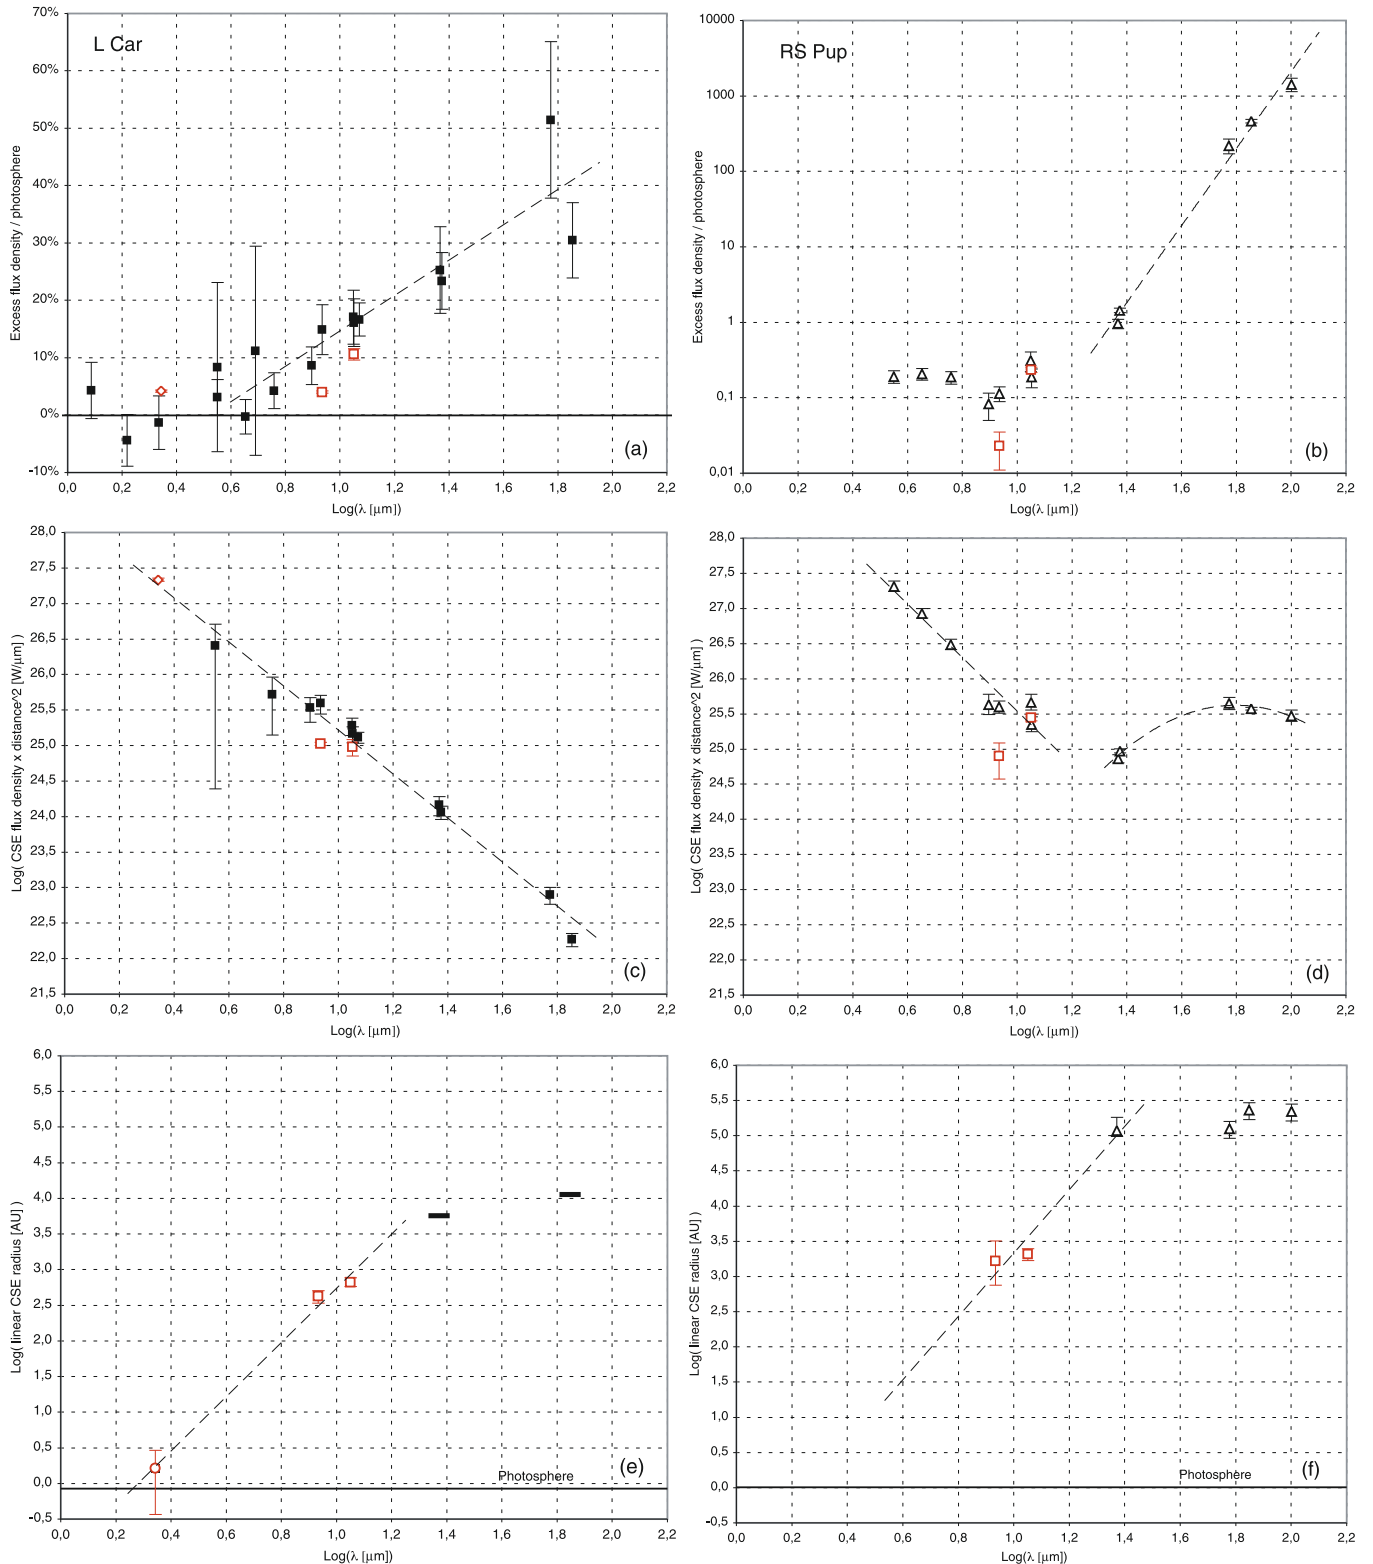 L Car
70%
60%
50%
40%
30%
20%
10%
0%
-10%
Excess flux density / photosphere
0,0 0,2 0,4 0,6 0,8 1,0 1,2 1,4 1,6 1,8 2,0 2,2
Log(λ [μm])
(a)
RS Pup
10000
1000
100
10
1
0,1
0,01
Excess flux density / photosphere
0,0 0,2 0,4 0,6 0,8 1,0 1,2 1,4 1,6 1,8 2,0 2,2
Log(λ [μm])
(b)
28,0
27,5
27,0
26,5
26,0
25,5
25,0
24,5
24,0
23,5
23,0
22,5
22,0
21,5
Log( CSE flux density x distance^2 [W/μm])
0,0 0,2 0,4 0,6 0,8 1,0 1,2 1,4 1,6 1,8 2,0 2,2
Log(λ [μm])
(c)
28,0
27,5
27,0
26,5
26,0
25,5
25,0
24,5
24,0
23,5
23,0
22,5
22,0
21,5
Log( CSE flux density x distance^2 [W/μm])
0,0 0,2 0,4 0,6 0,8 1,0 1,2 1,4 1,6 1,8 2,0 2,2
Log(λ [μm])
(d)
6,0
5,5
5,0
4,5
4,0
3,5
3,0
2,5
2,0
1,5
1,0
0,5
0,0
-0,5
Log( linear CSE radius [AU] )
Photosphere
0,0 0,2 0,4 0,6 0,8 1,0 1,2 1,4 1,6 1,8 2,0 2,2
Log(λ [μm])
(e)
6,0
5,5
5,0
4,5
4,0
3,5
3,0
2,5
2,0
1,5
1,0
0,5
0,0
-0,5
Log( linear CSE radius [AU] )
Photosphere
0,0 0,2 0,4 0,6 0,8 1,0 1,2 1,4 1,6 1,8 2,0 2,2
Log(λ [μm])
(f)